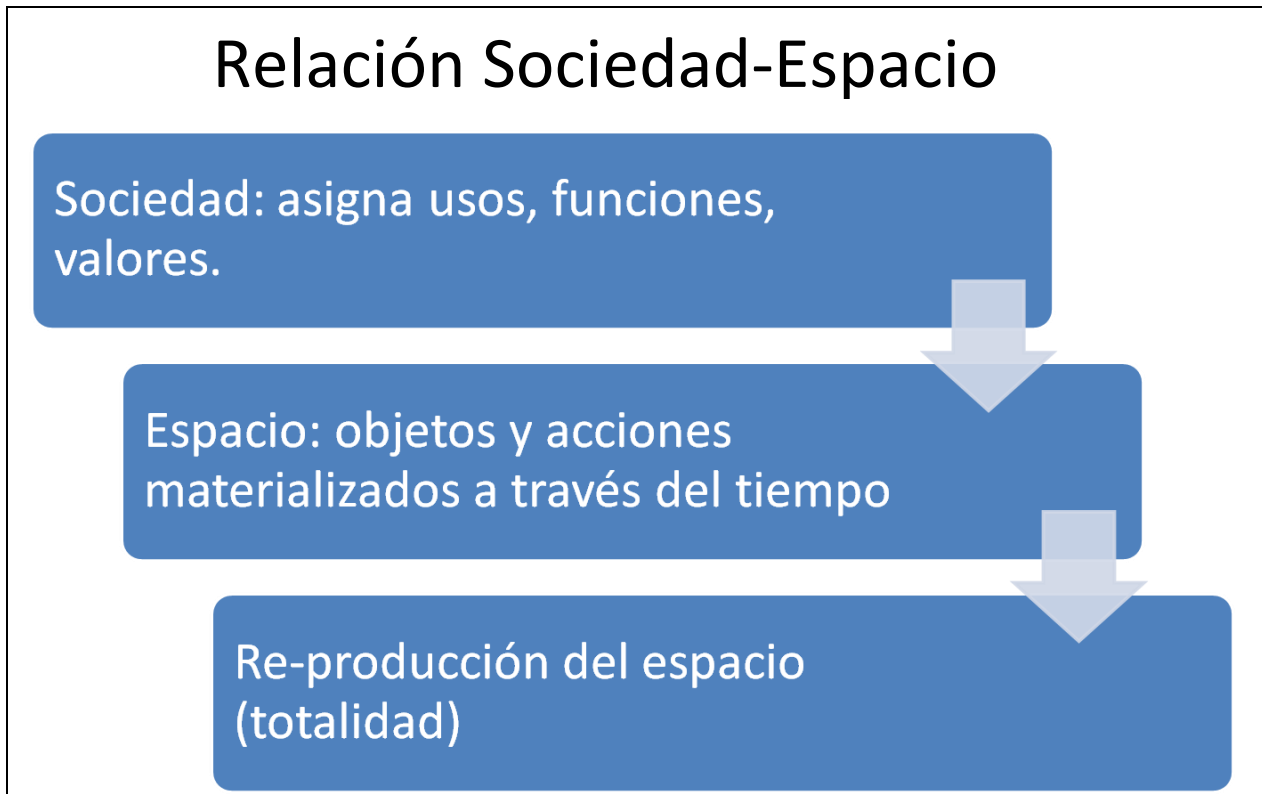 Relación Sociedad-Espacio
Sociedad: asigna usos, funciones,
valores.
Espacio: objetos y acciones
materializados a través del tiempo
Re-producción del espacio
(totalidad)